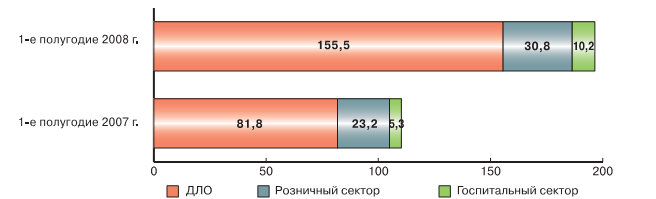 1-е полугодие 2008 г.
155,5 30,8 10,2
1-е полугодие 2007 г.
81,8 23,2 5,3
0 50 100 150 200
ДЛО Розничный сектор Госпитальный сектор